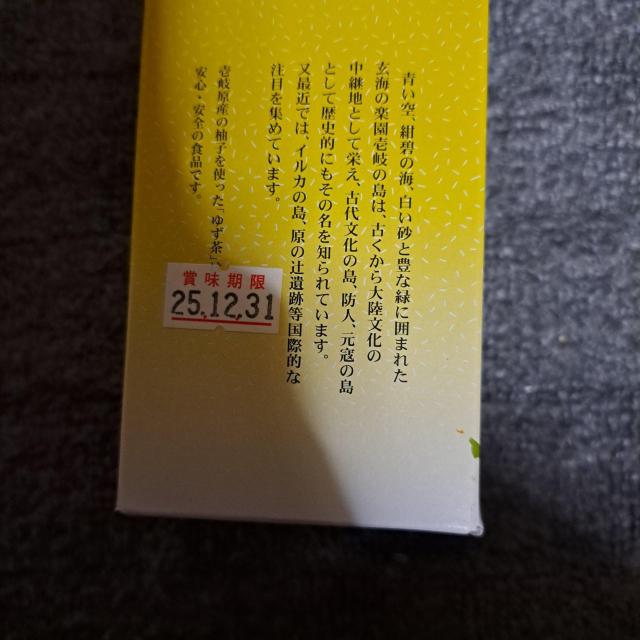 青い空、紺碧の海、白い砂と豊な緑に囲まれた
玄海の楽園壱岐の島は、古くから大陸文化の
中継地として栄え、古代文化の島、防人、元寇の島
として歴史的にもその名を知られています。
又最近では、イルカの島、原の辻遺跡等国際的な
注目を集めています。
壱岐原産の柚子を使った「ゆず茶」
安心・安全の食品です。
賞味期限
25.12.31